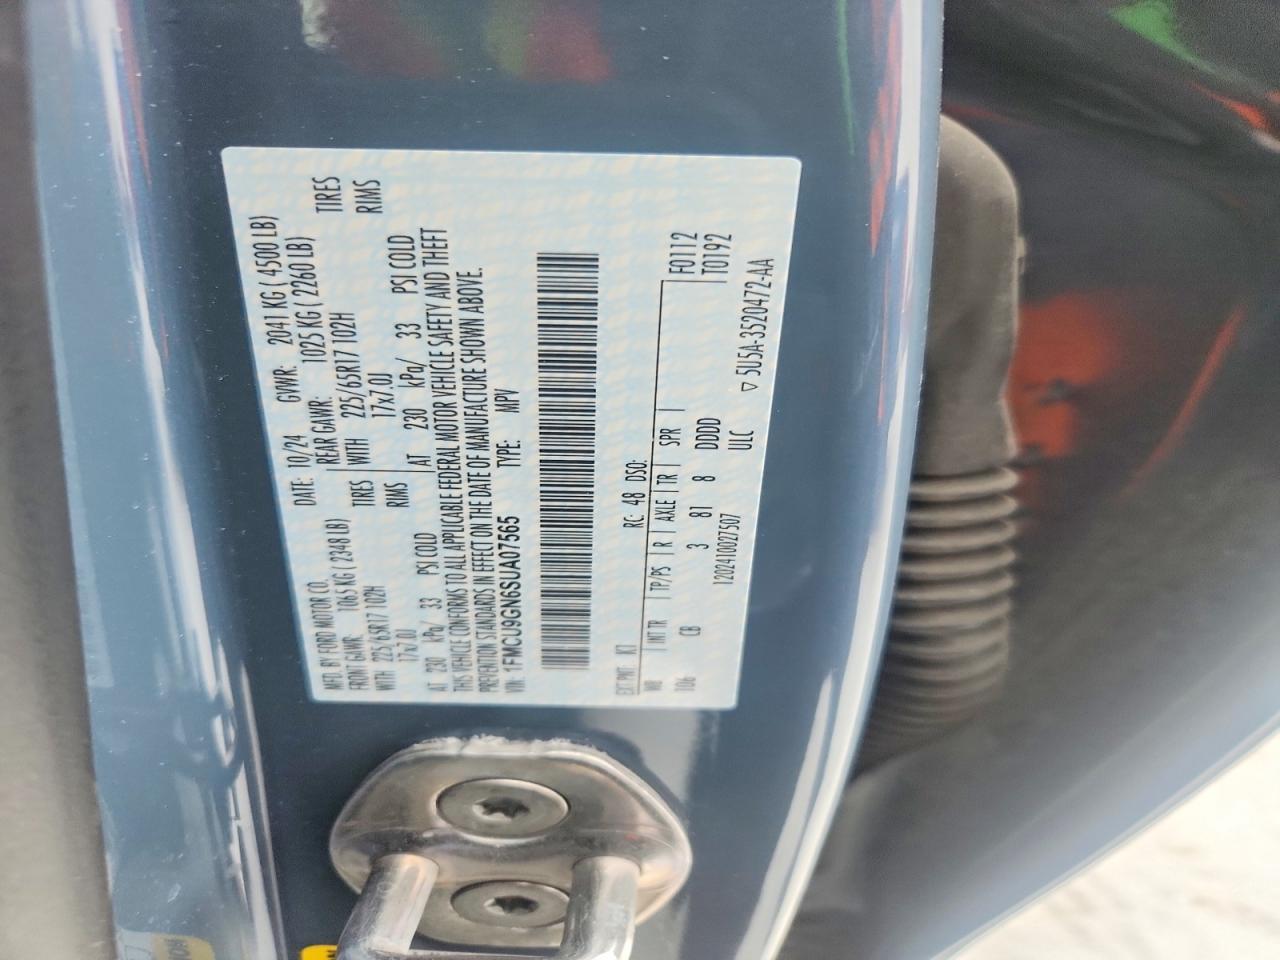 MFD. BY FORD MOTOR CO.
DATE: 10/24 GVWR: 2041 KG ( 4500 LB)
FRONT GAWR: 1065 KG ( 2348 LB) REAR GAWR: 1025 KG ( 2260 LB)
WITH 225/65R17 102H TIRES WITH 225/65R17 102H TIRES
17x7.0J RIMS 17x7.0J RIMS
AT 230 kPa/ 33 PSI COLD AT 230 kPa/ 33 PSI COLD
THIS VEHICLE CONFORMS TO ALL APPLICABLE FEDERAL MOTOR VEHICLE SAFETY AND THEFT
PREVENTION STANDARDS IN EFFECT ON THE DATE OF MANUFACTURE SHOWN ABOVE.
VIN: 1FMCU9GN6SUA07565 TYPE: MPV
EXT PNT: K1 RC: 48 DSO:
WB INT TR TP/PS R AXLE TR SPR F0112
106 CB 3 81 8 DDDD T0192
1202410027507 ULC
5U5A-3520472-AA